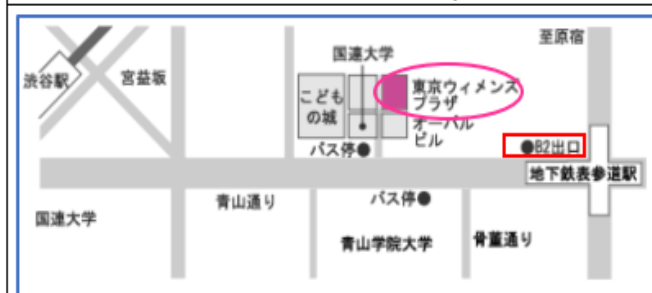 至原宿
国連大学
渋谷駅
宮益坂
こども
の城
東京ウィメンズ
プラザ
オーバル
ビル
バス停●
●B2出口
地下鉄表参道駅
青山通り
バス停●
国連大学
青山学院大学
骨董通り